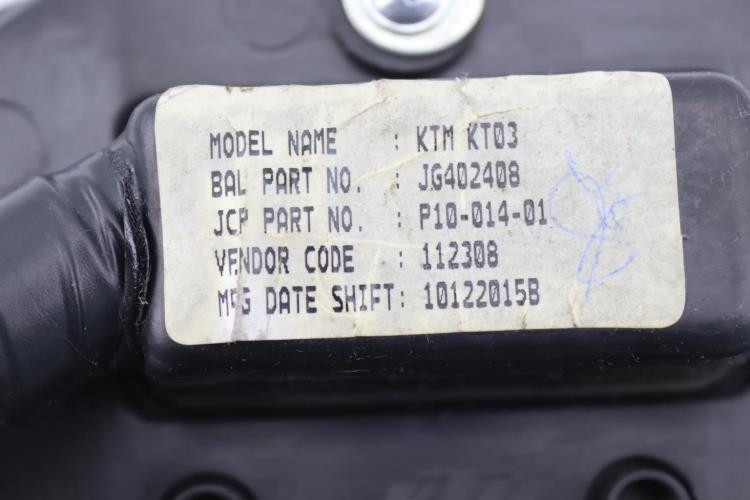 MODEL NAME : KTM KT03
BAL PART NO. : JG402408
JCP PART NO. : P10-014-01
VENDOR CODE : 112308
MFG DATE SHIFT: 10122015B